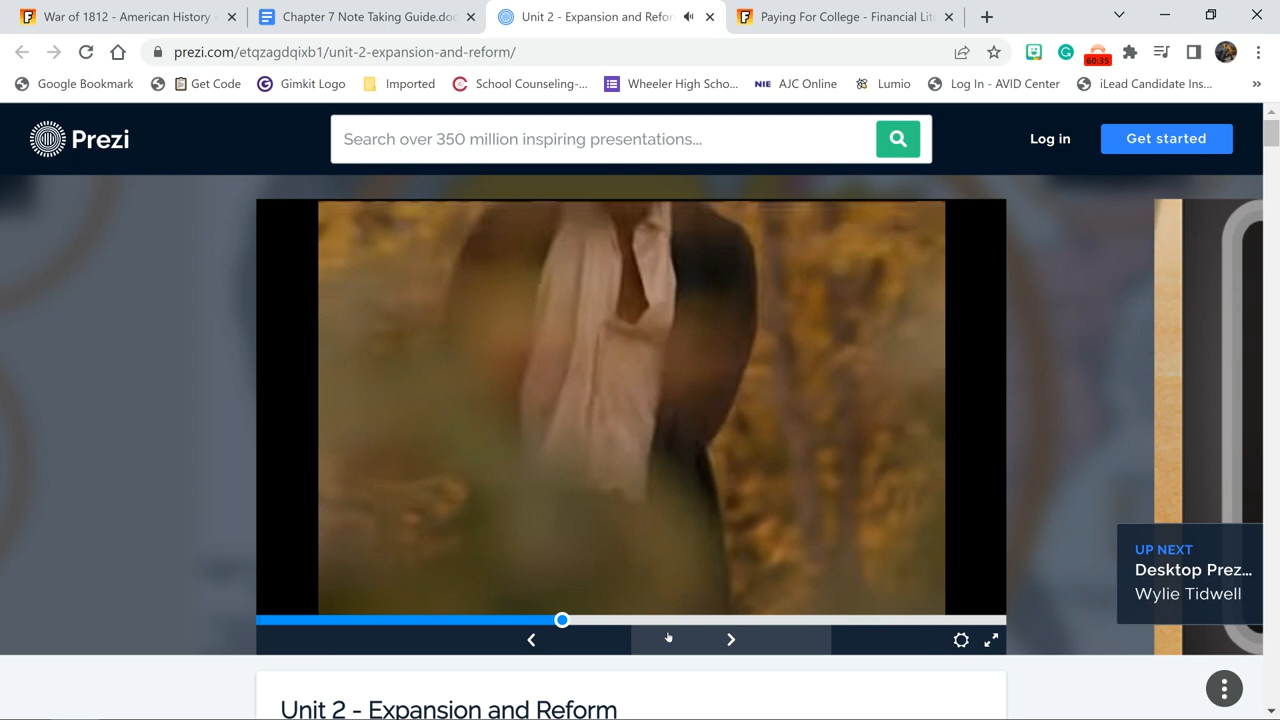 War of 1812 - American History
Chapter 7 Note Taking Guide.doc
Unit 2 - Expansion and Refor
Paying For College - Financial Lit
prezi.com/etqzagdqixb1/unit-2-expansion-and-reform/
60:35
Google Bookmark
Get Code
Gimkit Logo
Imported
School Counseling-...
Wheeler High Scho...
NIE AJC Online
Lumio
Log In - AVID Center
iLead Candidate Ins...
»
Prezi
Search over 350 million inspiring presentations...
Log in
Get started
UP NEXT
Desktop Prez...
Wylie Tidwell
Unit 2 - Expansion and Reform